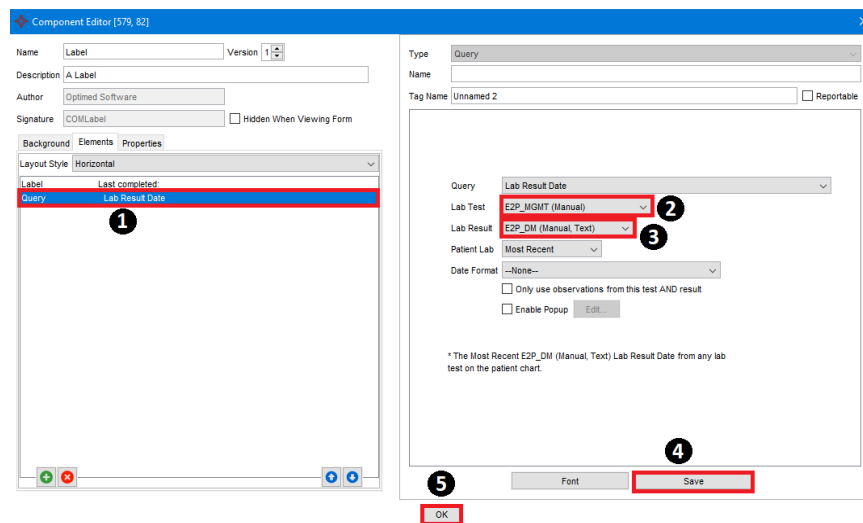 Component Editor [579, 82]
Name Label Version 1
Description A Label
Author Optimed Software
Signature COMLabel Hidden When Viewing Form
Background Elements Properties
Layout Style Horizontal
Label Last completed:
Query Lab Result Date
1
Type Query
Name
Tag Name Unnamed 2 Reportable
Query Lab Result Date
Lab Test E2P_MGMT (Manual) 2
Lab Result E2P_DM (Manual, Text) 3
Patient Lab Most Recent
Date Format --None--
Only use observations from this test AND result
Enable Popup Edit...
* The Most Recent E2P_DM (Manual, Text) Lab Result Date from any lab
test on the patient chart.
4
Font Save
5
OK